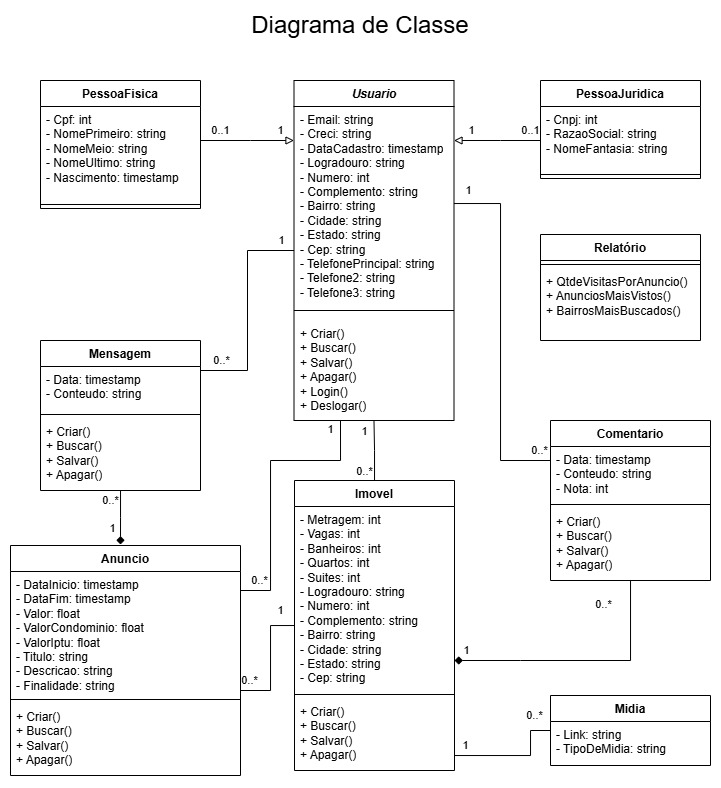 Diagrama de Classe
PessoaFisica
- Cpf: int
- NomePrimeiro: string
- NomeMeio: string
- NomeUltimo: string
- Nascimento: timestamp
0..1
1
Usuario
- Email: string
- Creci: string
- DataCadastro: timestamp
- Logradouro: string
- Numero: int
- Complemento: string
- Bairro: string
- Cidade: string
- Estado: string
- Cep: string
- TelefonePrincipal: string
- Telefone2: string
- Telefone3: string
+ Criar()
+ Buscar()
+ Salvar()
+ Apagar()
+ Login()
+ Deslogar()
1
0..1
PessoaJuridica
- Cnpj: int
- RazaoSocial: string
- NomeFantasia: string
1
1
Relatório
+ QtdeVisitasPorAnuncio()
+ AnunciosMaisVistos()
+ BairrosMaisBuscados()
0..*
Mensagem
- Data: timestamp
- Conteudo: string
+ Criar()
+ Buscar()
+ Salvar()
+ Apagar()
1
1
0..*
0..*
Comentario
- Data: timestamp
- Conteudo: string
- Nota: int
+ Criar()
+ Buscar()
+ Salvar()
+ Apagar()
0..*
1
Anuncio
- DataInicio: timestamp
- DataFim: timestamp
- Valor: float
- ValorCondominio: float
- ValorIptu: float
- Titulo: string
- Descricao: string
- Finalidade: string
+ Criar()
+ Buscar()
+ Salvar()
+ Apagar()
0..*
1
0..*
Imovel
- Metragem: int
- Vagas: int
- Banheiros: int
- Quartos: int
- Suites: int
- Logradouro: string
- Numero: int
- Complemento: string
- Bairro: string
- Cidade: string
- Estado: string
- Cep: string
+ Criar()
+ Buscar()
+ Salvar()
+ Apagar()
0..*
1
1
0..*
Midia
- Link: string
- TipoDeMidia: string